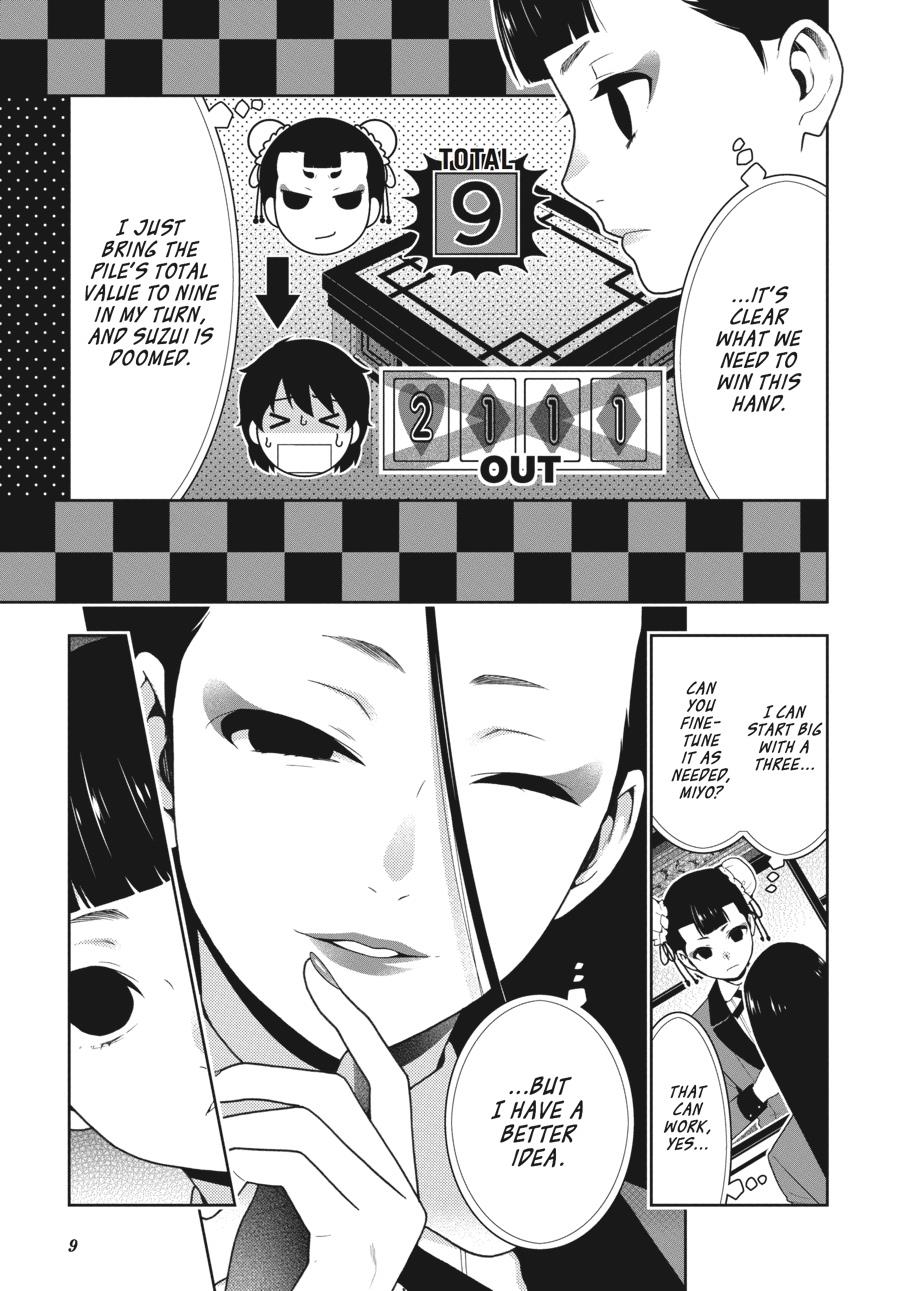 ...IT'S
CLEAR
WHAT WE
NEED TO
WIN THIS
HAND.
TOTAL
9
I JUST
BRING THE
PILE'S TOTAL
VALUE TO NINE
IN MY TURN,
AND SUZUI IS
DOOMED.
2 1 1 1
OUT
I CAN
START BIG
WITH A
THREE...
CAN
YOU
FINE-
TUNE
IT AS
NEEDED,
MIYO?
THAT
CAN
WORK,
YES...
...BUT
I HAVE A
BETTER
IDEA.
9